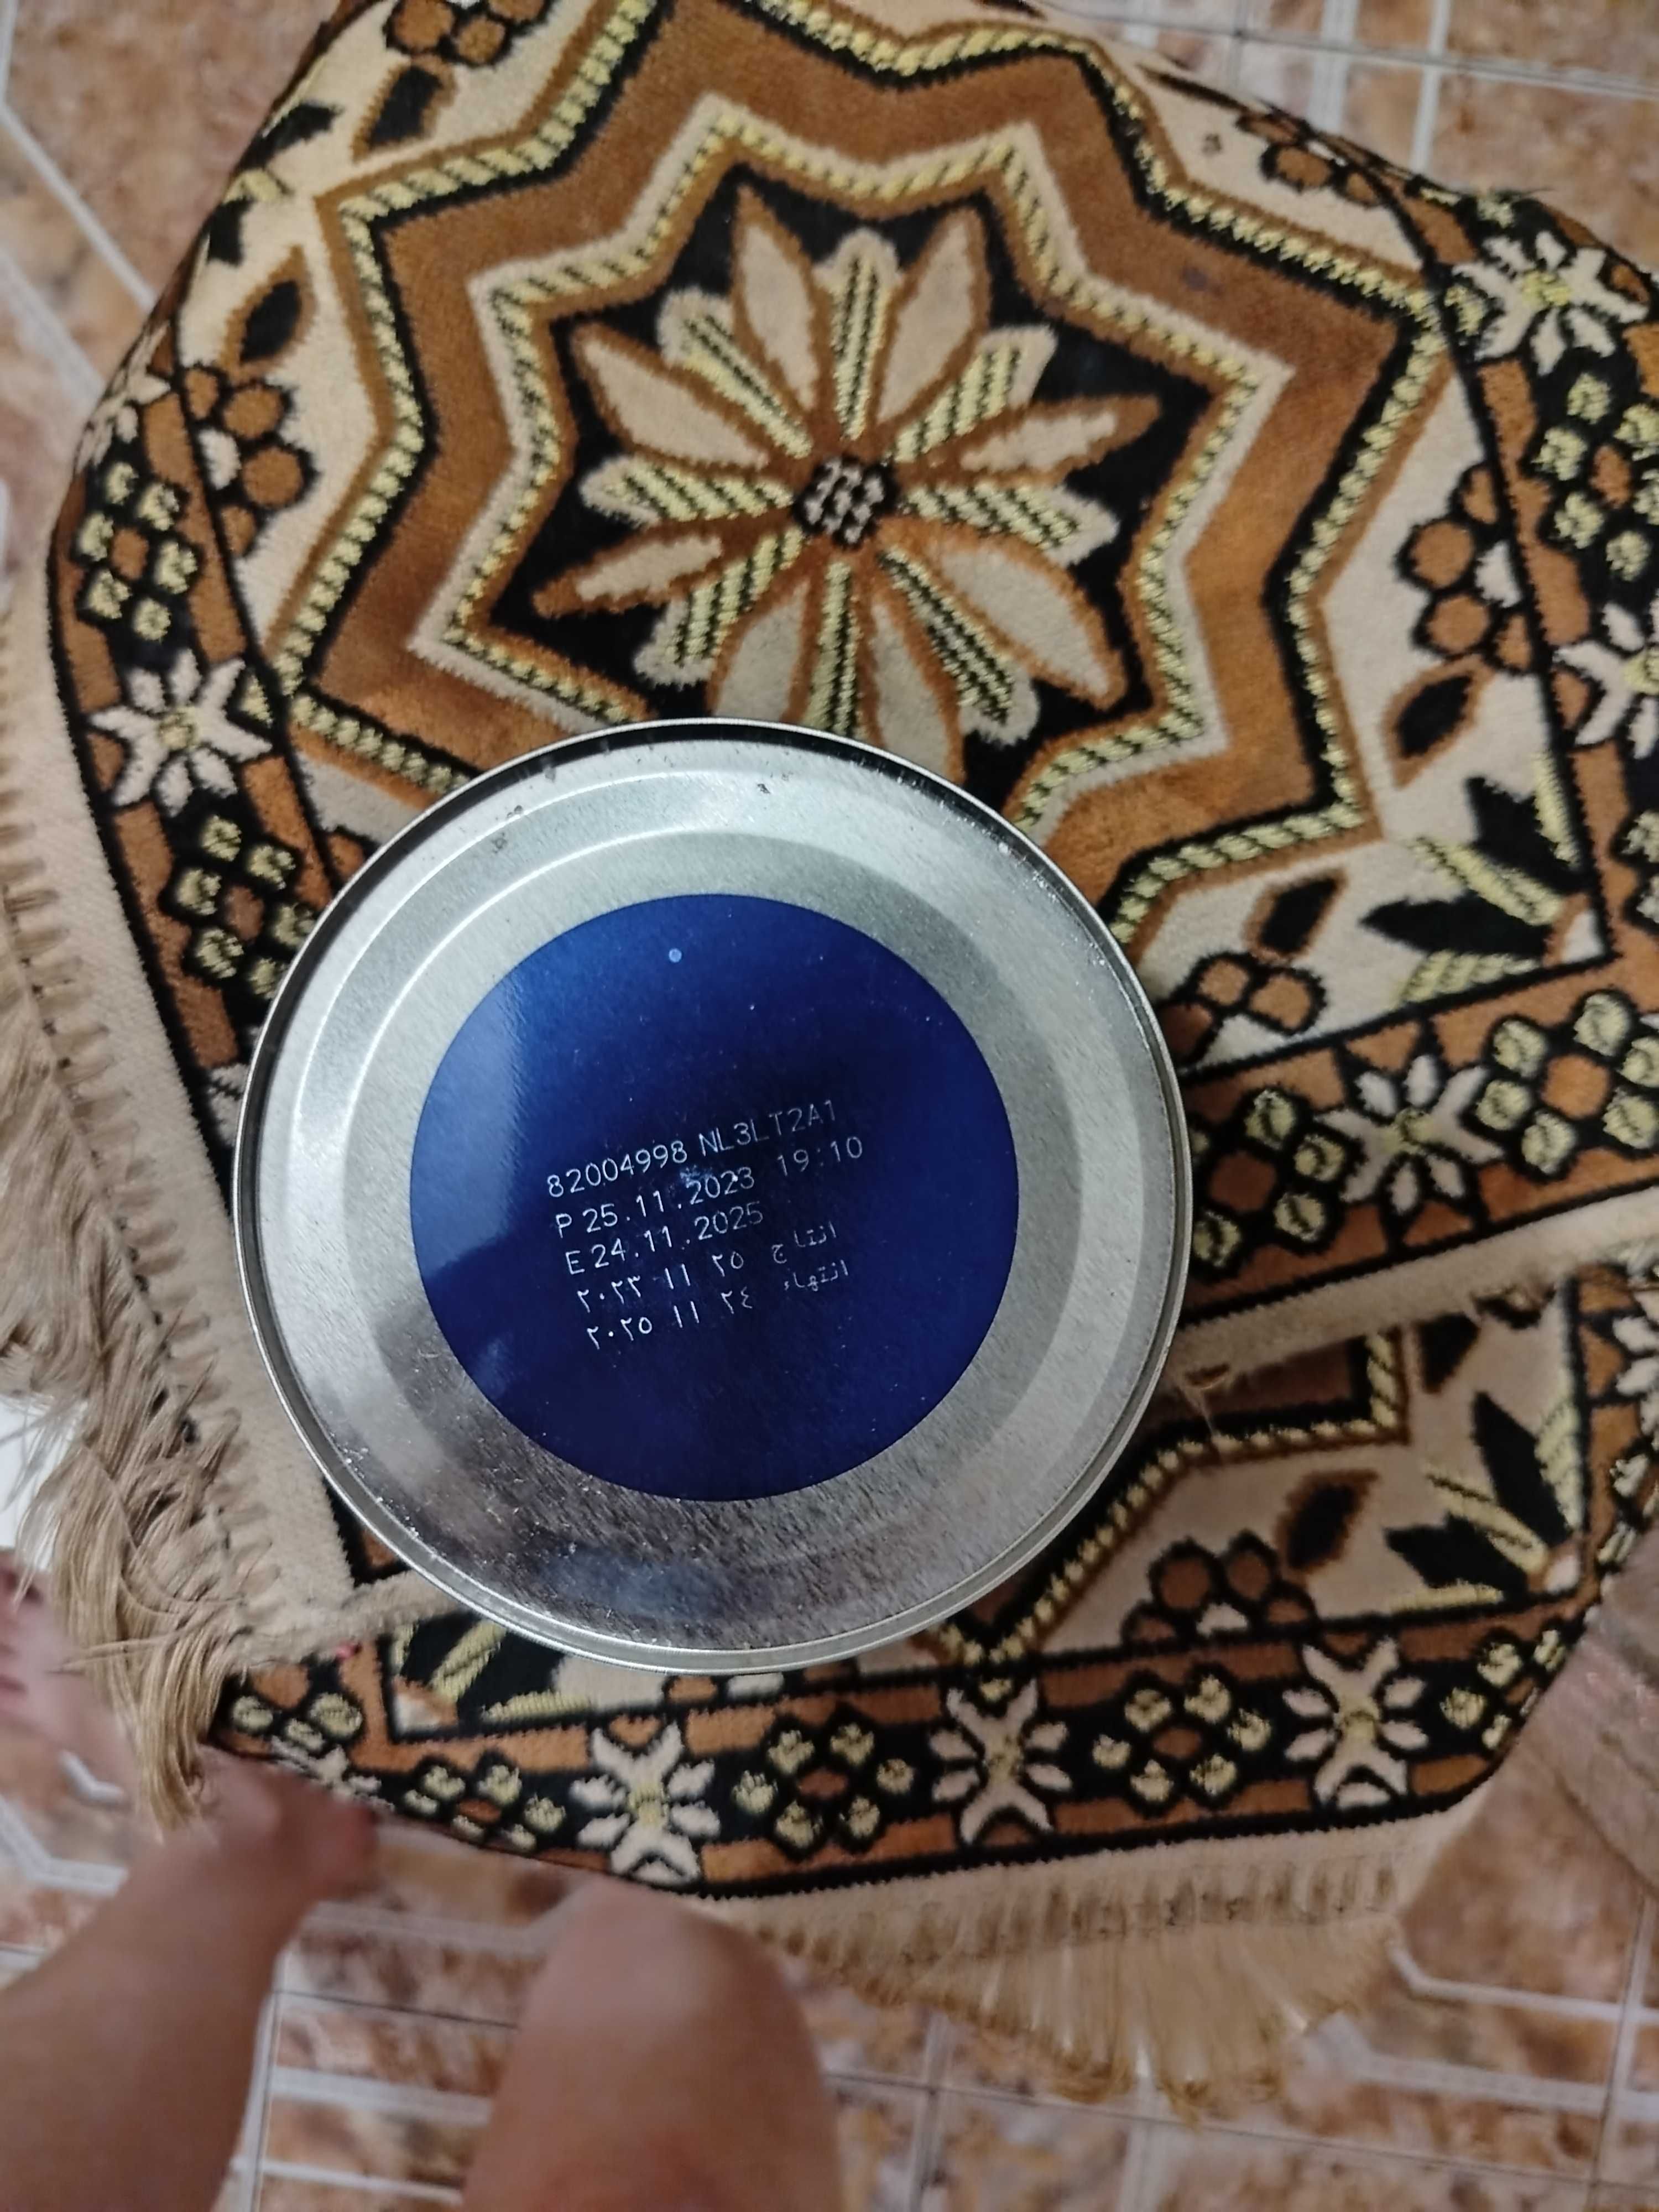 82004998 NL3LT2A1
P 25.11.2023 19:10
E 24.11.2025
انتاج ٢٥ ١١ ٢٠٢٣
انتهاء ٢٤ ١١ ٢٠٢٥